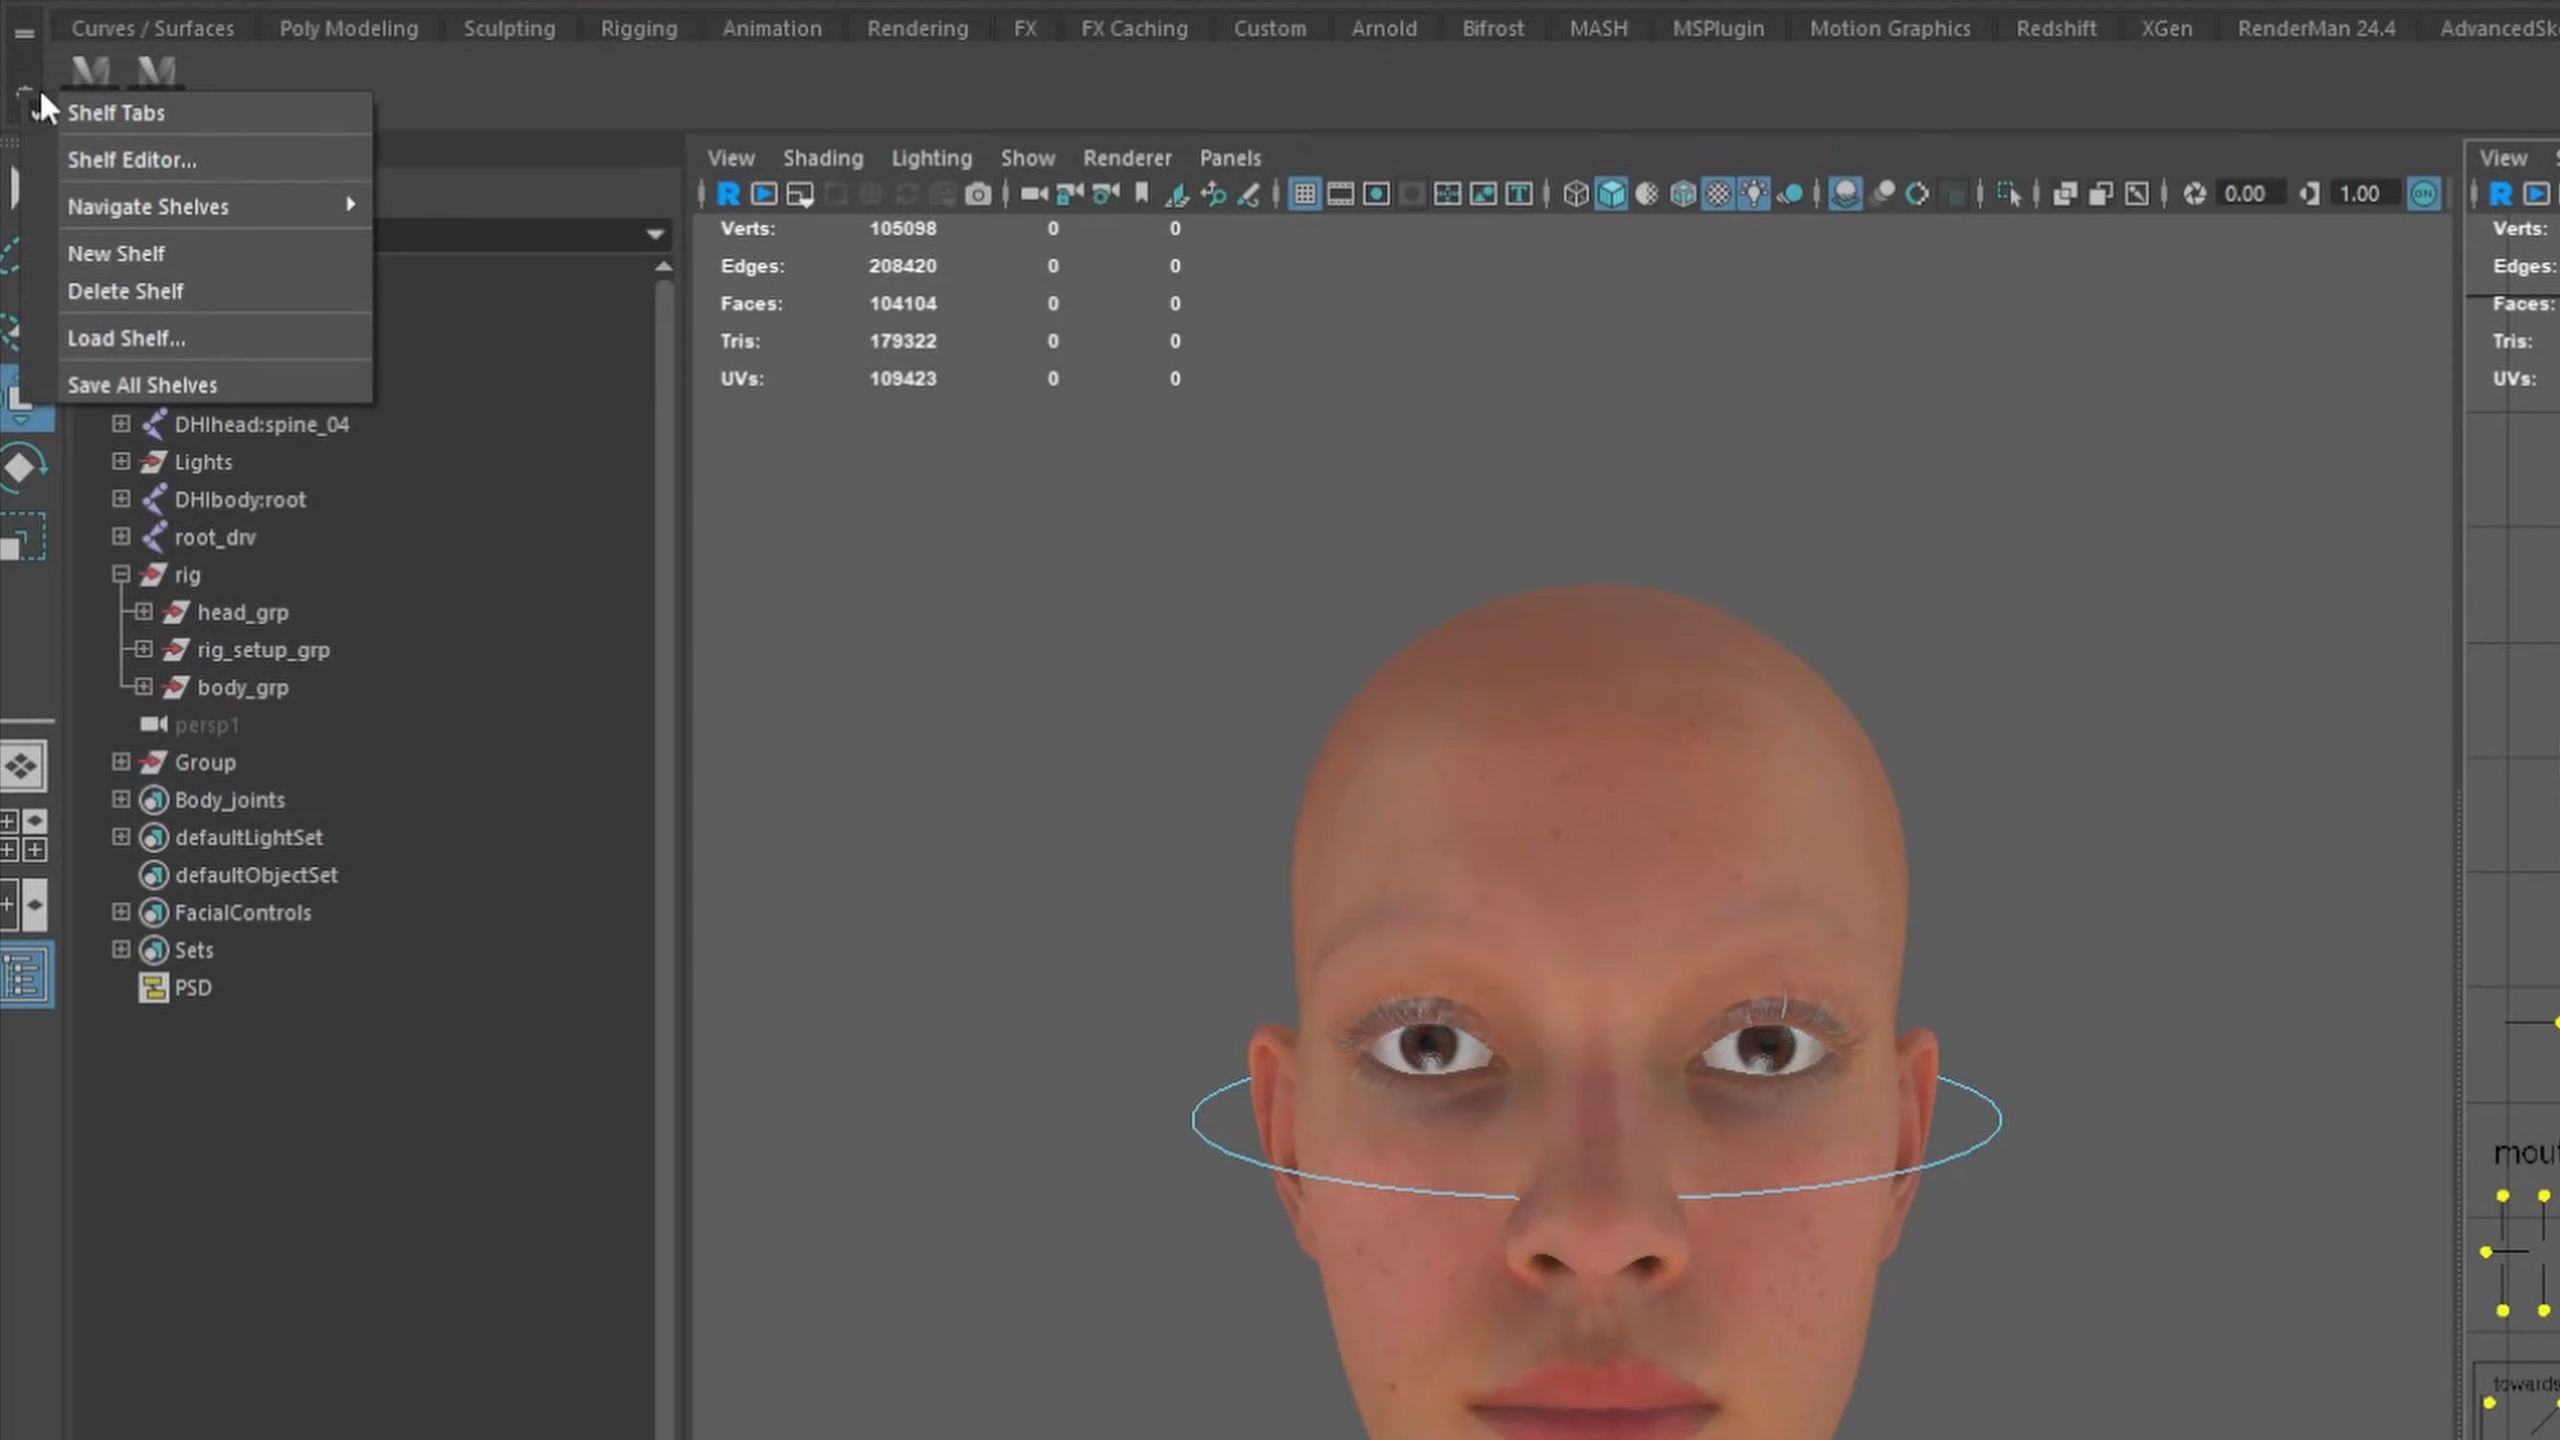 Curves / Surfaces Poly Modeling Sculpting Rigging Animation Rendering FX FX Caching Custom Arnold Bifrost MASH MSPlugin Motion Graphics Redshift XGen RenderMan 24.4
Shelf Tabs
Shelf Editor...
Navigate Shelves
New Shelf
Delete Shelf
Load Shelf...
Save All Shelves
DHIhead:spine_04
Lights
DHIbody:root
root_drv
rig
head_grp
rig_setup_grp
body_grp
persp1
Group
Body_joints
defaultLightSet
defaultObjectSet
FacialControls
Sets
PSD
View Shading Lighting Show Renderer Panels
0.00 1.00
Verts: 105098 0 0
Edges: 208420 0 0
Faces: 104104 0 0
Tris: 179322 0 0
UVs: 109423 0 0
View
Verts:
Edges:
Faces:
Tris:
UVs:
towards